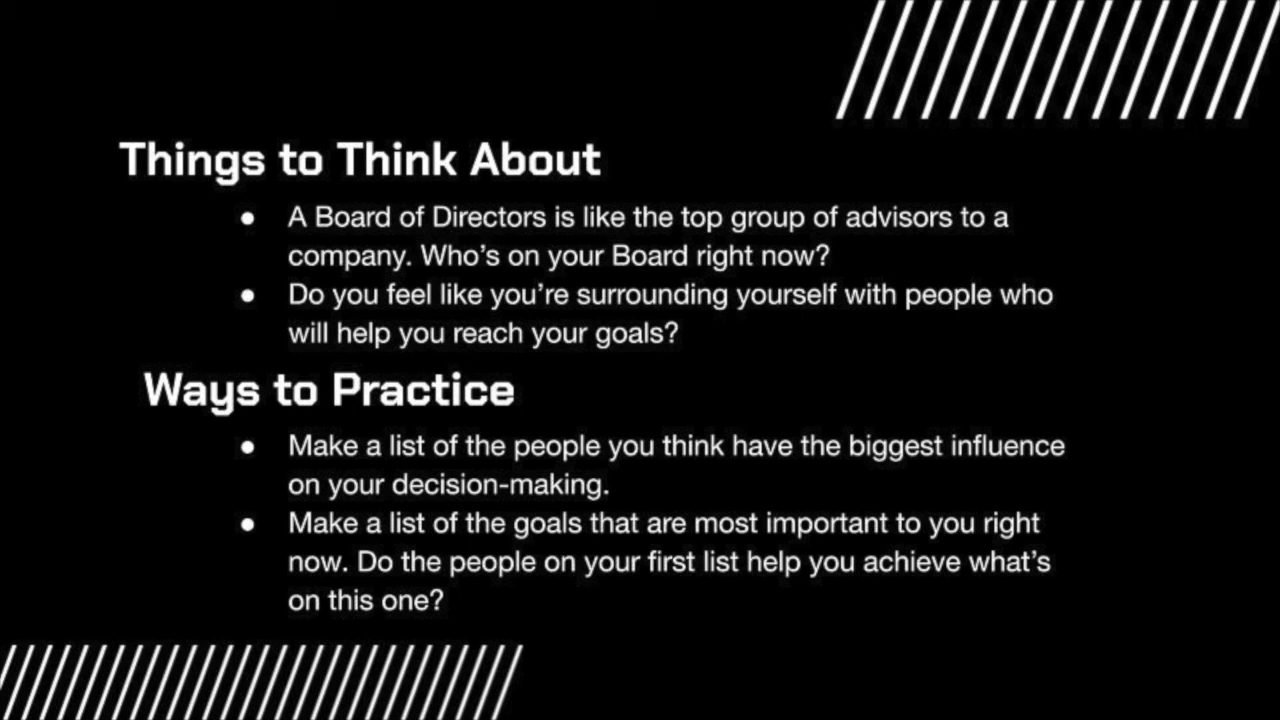 Things to Think About
● A Board of Directors is like the top group of advisors to a
company. Who’s on your Board right now?
● Do you feel like you’re surrounding yourself with people who
will help you reach your goals?
Ways to Practice
● Make a list of the people you think have the biggest influence
on your decision-making.
● Make a list of the goals that are most important to you right
now. Do the people on your first list help you achieve what’s
on this one?